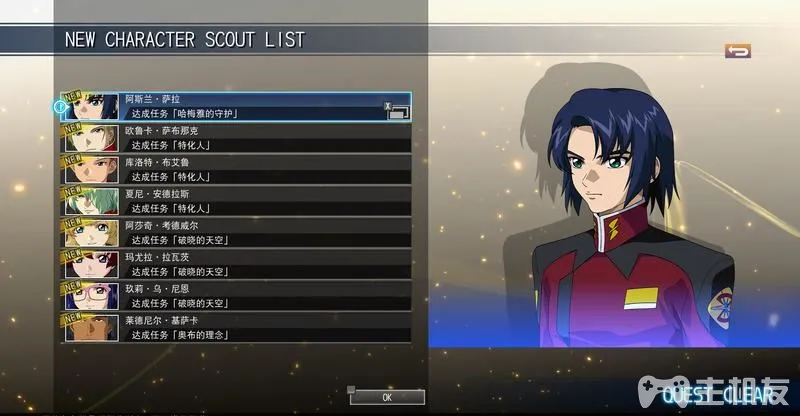 NEW CHARACTER SCOUT LIST
NEW
阿斯兰·萨拉
达成任务「哈梅雅的守护」
X
NEW
欧鲁卡·萨布那克
达成任务「特化人」
NEW
库洛特·布艾鲁
达成任务「特化人」
NEW
夏尼·安德拉斯
达成任务「特化人」
NEW
阿莎奇·考德威尔
达成任务「破晓的天空」
NEW
玛尤拉·拉瓦茨
达成任务「破晓的天空」
NEW
玖莉·乌·尼恩
达成任务「破晓的天空」
NEW
莱德尼尔·基萨卡
达成任务「奥布的理念」
OK
QUEST CLEAR
主机友